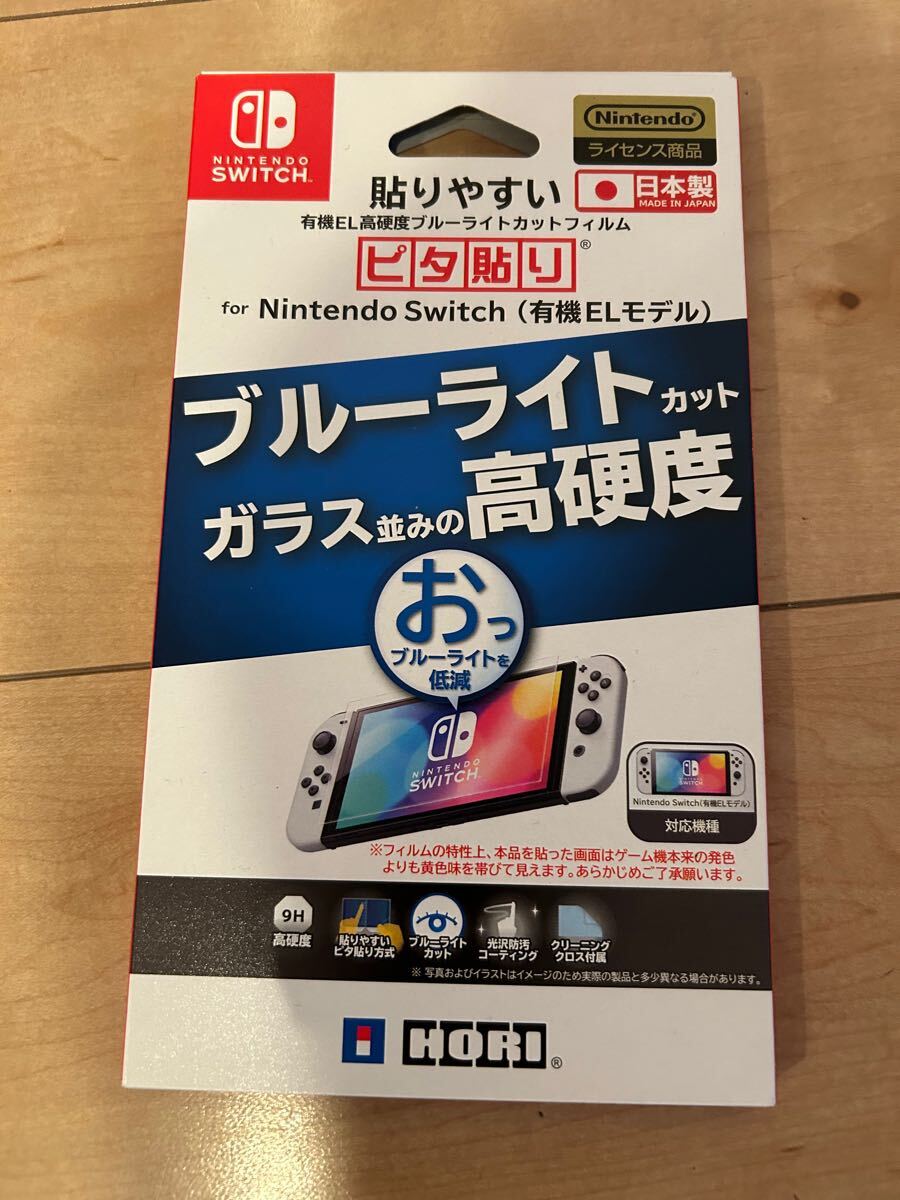 NINTENDO
SWITCH™
Nintendo®
ライセンス商品
貼りやすい
日本製
MADE IN JAPAN
有機EL高硬度ブルーライトカットフィルム
ピタ貼り®
for Nintendo Switch（有機ELモデル）
ブルーライトカット
ガラス並みの高硬度
おっ
ブルーライトを
低減
NINTENDO
SWITCH
NINTENDO
SWITCH
Nintendo Switch(有機ELモデル)
対応機種
※フィルムの特性上、本品を貼った画面はゲーム機本来の発色
よりも黄色味を帯びて見えます。あらかじめご了承願います。
9H
高硬度
貼りやすい
ピタ貼り方式
ブルーライト
カット
光沢防汚
コーティング
クリーニング
クロス付属
※ 写真およびイラストはイメージのため実際の製品と多少異なる場合があります。
HORI®